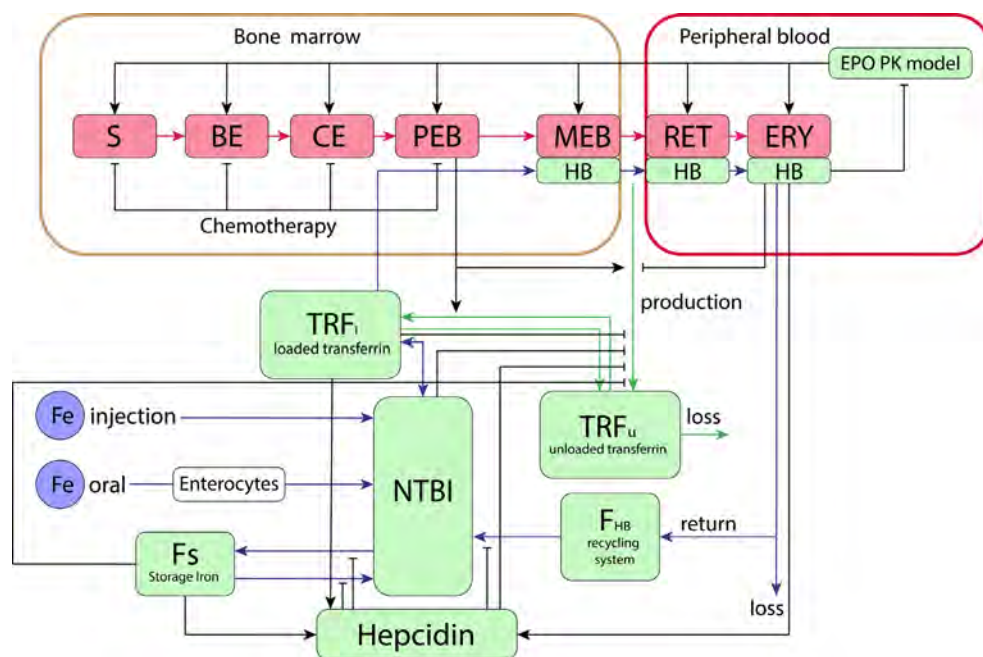 Bone marrow
Peripheral blood
EPO PK model
S
BE
CE
PEB
MEB
RET
ERY
HB
HB
HB
Chemotherapy
production
TRFl
loaded transferrin
Fe injection
Fe oral
Enterocytes
NTBI
TRFu
unloaded transferrin
loss
FHB
recycling
system
return
Fs
Storage Iron
loss
Hepcidin